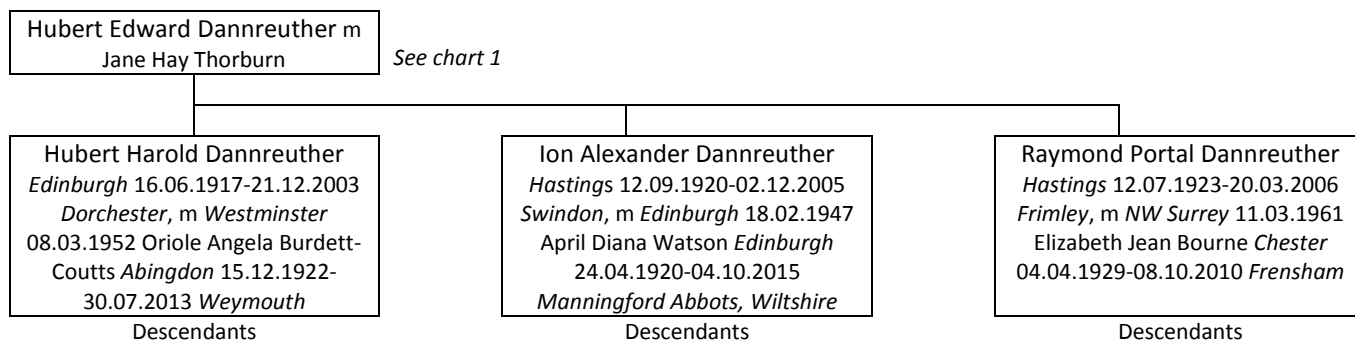 Hubert Edward Dannreuther m
Jane Hay Thorburn
See chart 1
Hubert Harold Dannreuther
Edinburgh 16.06.1917-21.12.2003
Dorchester, m Westminster
08.03.1952 Oriole Angela Burdett-
Coutts Abingdon 15.12.1922-
30.07.2013 Weymouth
Descendants
Ion Alexander Dannreuther
Hastings 12.09.1920-02.12.2005
Swindon, m Edinburgh 18.02.1947
April Diana Watson Edinburgh
24.04.1920-04.10.2015
Manningford Abbots, Wiltshire
Descendants
Raymond Portal Dannreuther
Hastings 12.07.1923-20.03.2006
Frimley, m NW Surrey 11.03.1961
Elizabeth Jean Bourne Chester
04.04.1929-08.10.2010 Frensham
Descendants